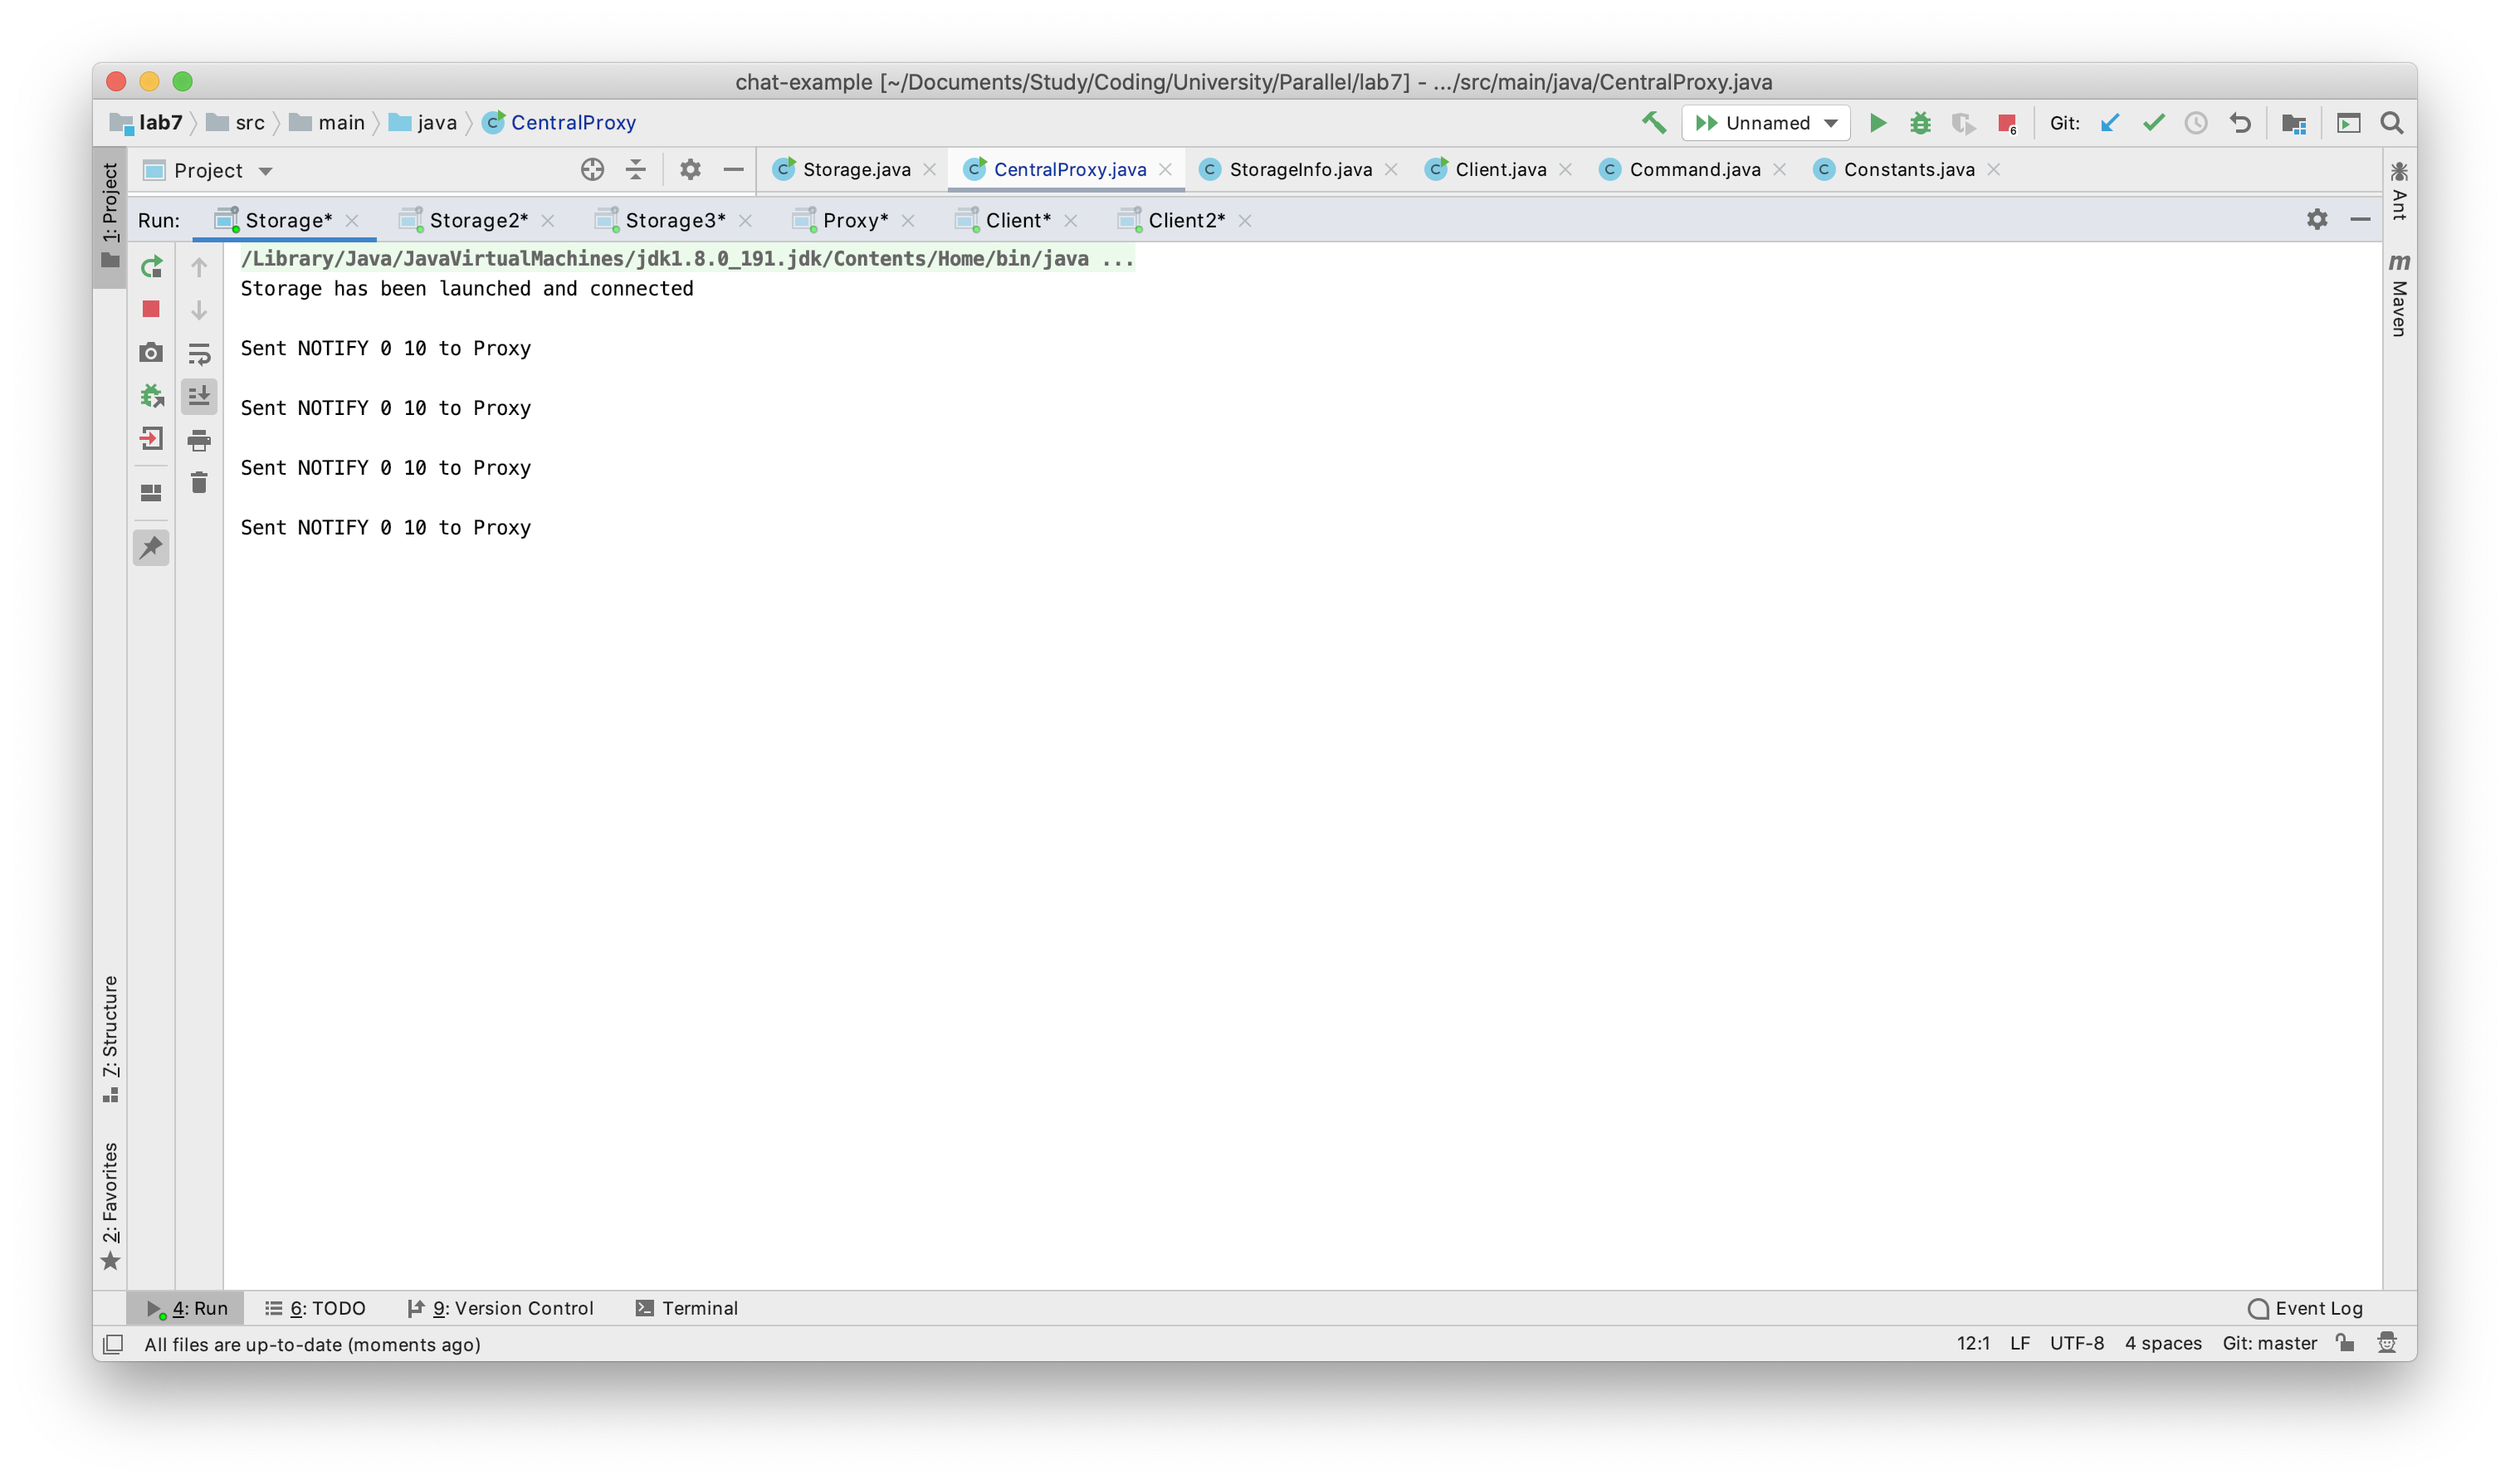 chat-example [~/Documents/Study/Coding/University/Parallel/lab7] - .../src/main/java/CentralProxy.java
lab7 src main java CentralProxy Unnamed 6 Git:
1: Project
Project Storage.java CentralProxy.java StorageInfo.java Client.java Command.java Constants.java
Ant
Maven
Run: Storage* Storage2* Storage3* Proxy* Client* Client2*
/Library/Java/JavaVirtualMachines/jdk1.8.0_191.jdk/Contents/Home/bin/java ...
Storage has been launched and connected
Sent NOTIFY 0 10 to Proxy
Sent NOTIFY 0 10 to Proxy
Sent NOTIFY 0 10 to Proxy
Sent NOTIFY 0 10 to Proxy
7: Structure
2: Favorites
4: Run 6: TODO 9: Version Control Terminal Event Log
All files are up-to-date (moments ago) 12:1 LF UTF-8 4 spaces Git: master